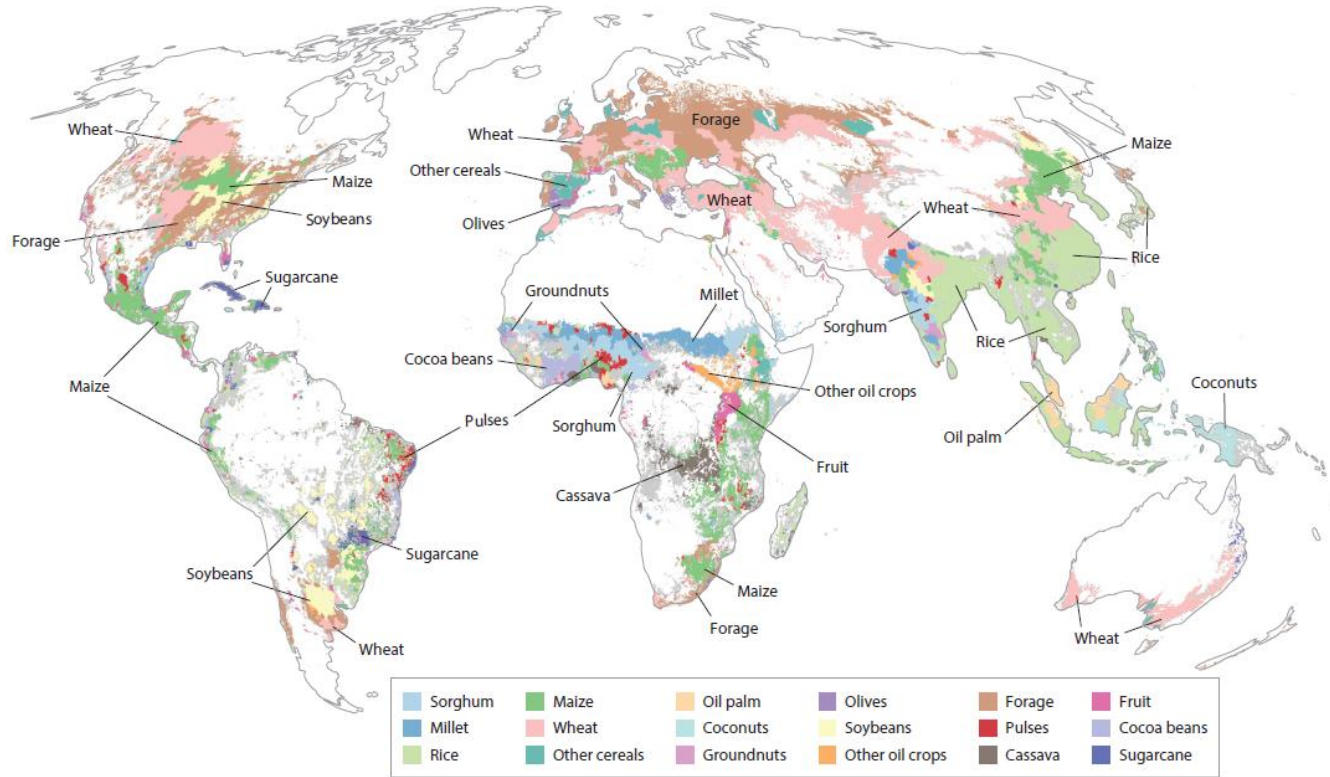 Wheat
Maize
Soybeans
Forage
Sugarcane
Maize
Soybeans
Wheat
Sugarcane
Pulses
Wheat
Other cereals
Olives
Forage
Wheat
Groundnuts
Millet
Cocoa beans
Sorghum
Other oil crops
Fruit
Cassava
Maize
Forage
Maize
Wheat
Rice
Sorghum
Rice
Oil palm
Coconuts
Wheat
Sorghum Maize Oil palm Olives Forage Fruit
Millet Wheat Coconuts Soybeans Pulses Cocoa beans
Rice Other cereals Groundnuts Other oil crops Cassava Sugarcane